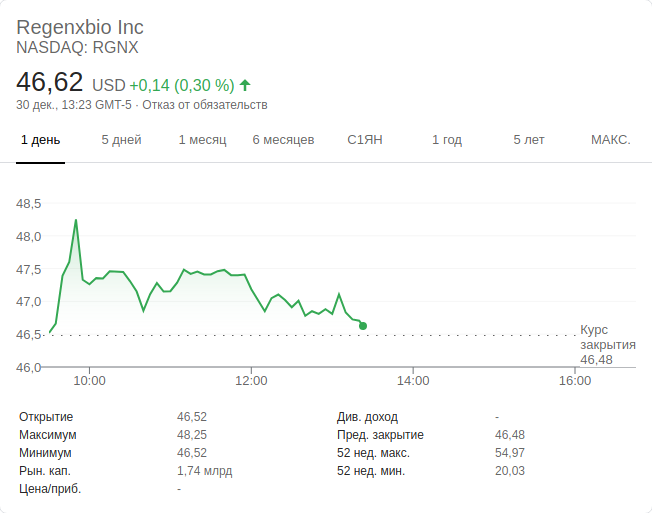 Regenxbio Inc
NASDAQ: RGNX
46,62 USD +0,14 (0,30 %)
30 дек., 13:23 GMT-5 · Отказ от обязательств
1 день 5 дней 1 месяц 6 месяцев С1ЯН 1 год 5 лет МАКС.
48,5
48,0
47,5
47,0
46,5
46,0
Курс
закрытия
46,48
10:00 12:00 14:00 16:00
Открытие 46,52 Див. доход -
Максимум 48,25 Пред. закрытие 46,48
Минимум 46,52 52 нед. макс. 54,97
Рын. кап. 1,74 млрд 52 нед. мин. 20,03
Цена/приб. -